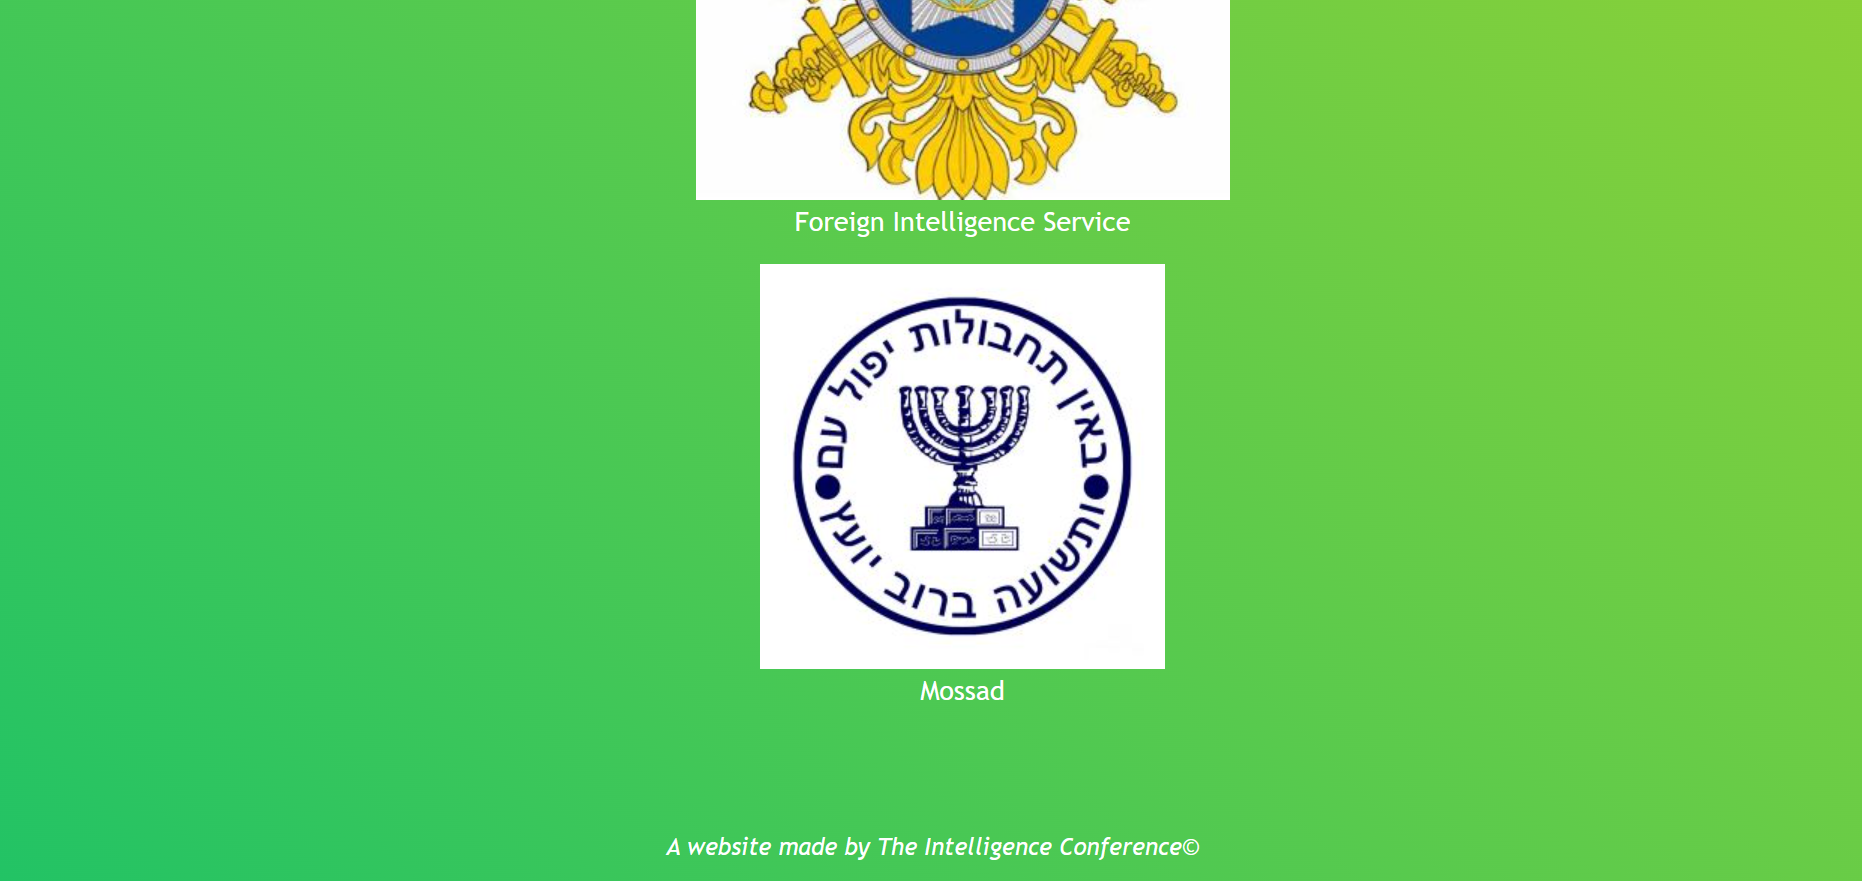 Foreign Intelligence Service
באין תחבולות יפול עם
ותשועה ברוב יועץ
Mossad
A website made by The Intelligence Conference©